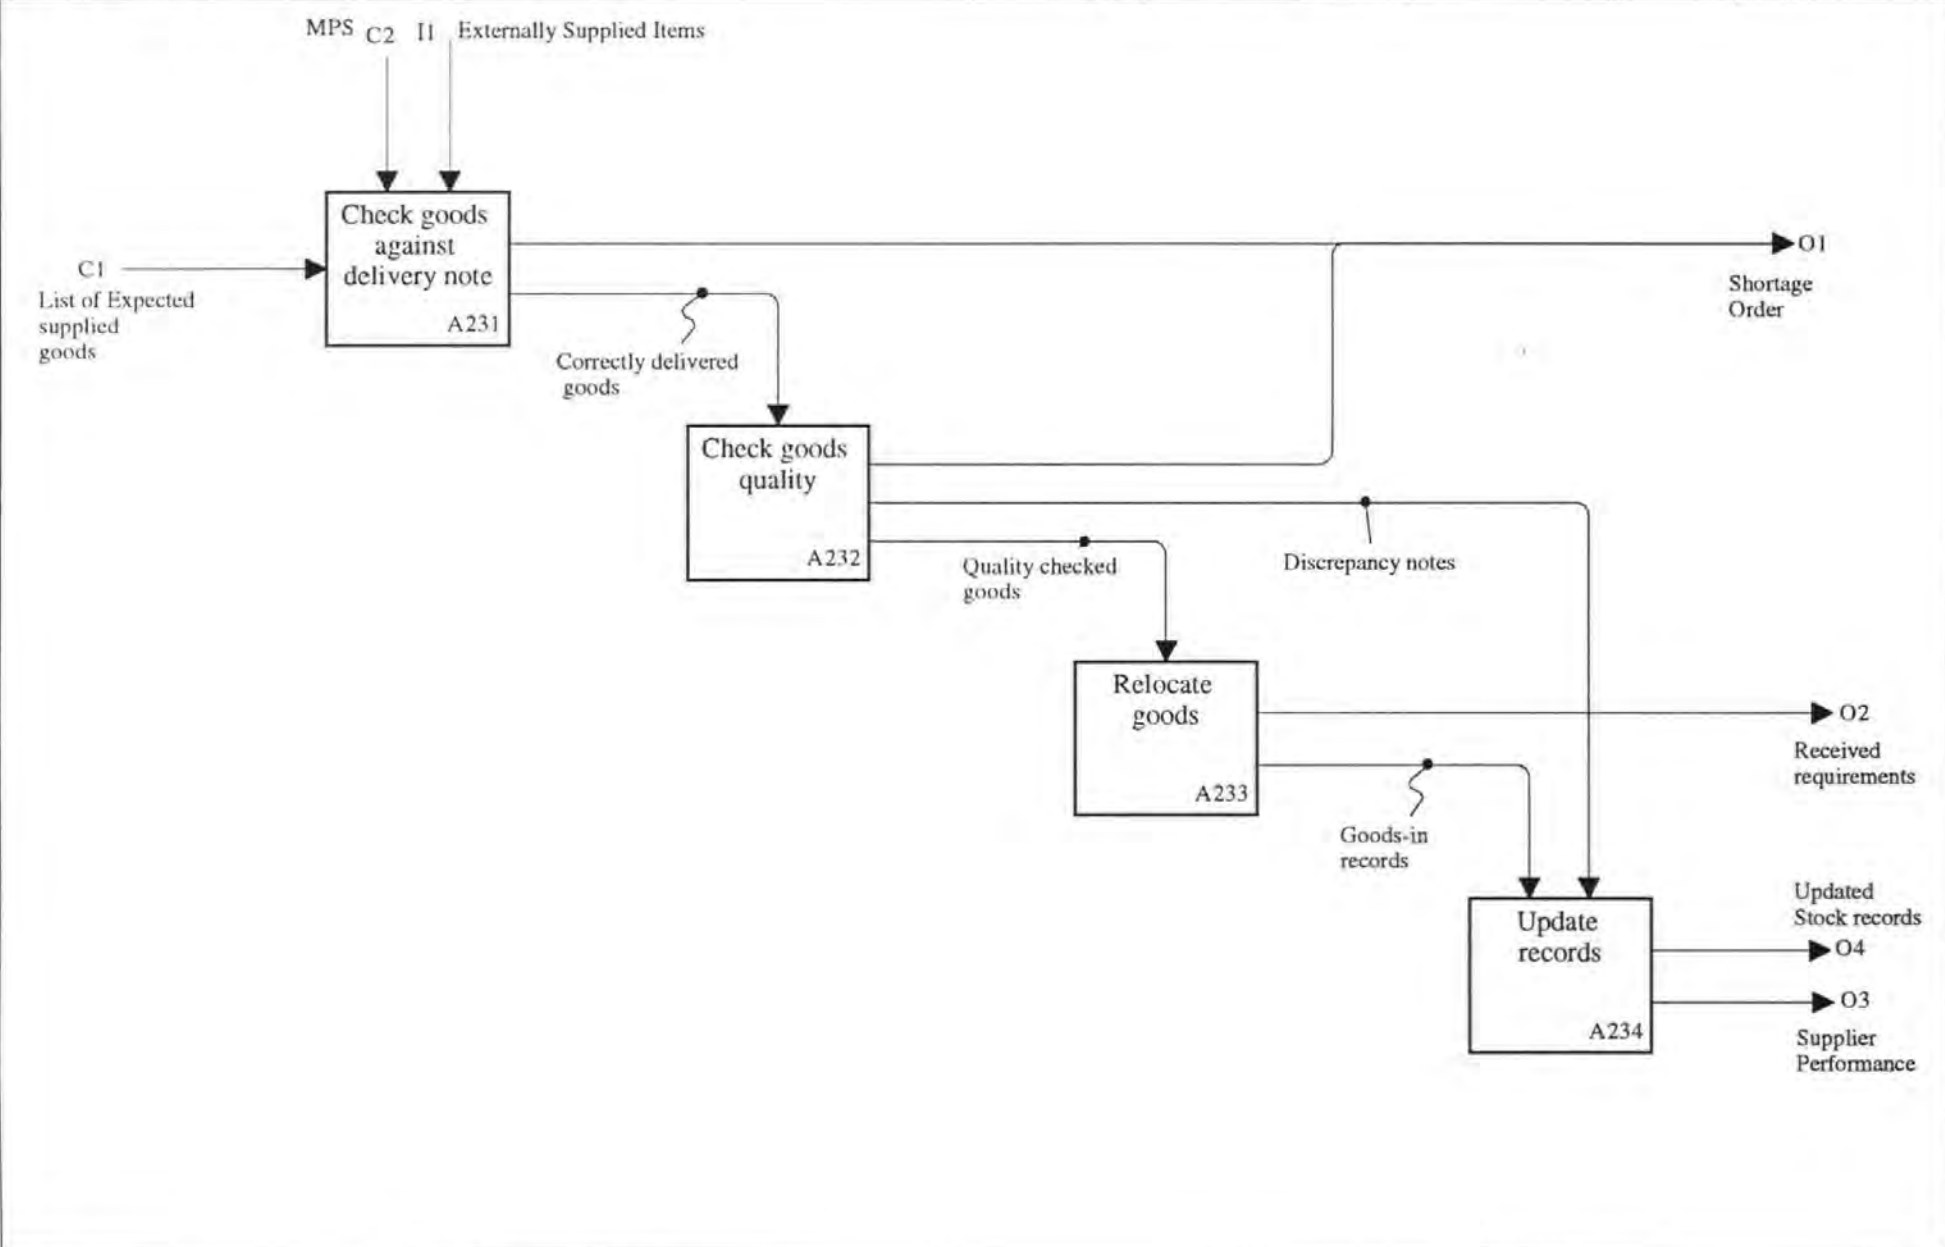 MPS C2 I1 Externally Supplied Items
Check goods
against
delivery note
A231
C1
List of Expected
supplied
goods
O1
Shortage
Order
Correctly delivered
goods
Check goods
quality
A232
Quality checked
goods
Discrepancy notes
Relocate
goods
A233
O2
Received
requirements
Goods-in
records
Update
records
A234
Updated
Stock records
O4
O3
Supplier
Performance